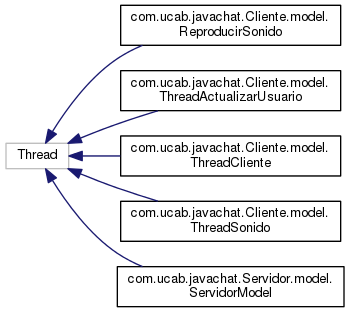 com.ucab.javachat.Cliente.model.
ReproducirSonido
com.ucab.javachat.Cliente.model.
ThreadActualizarUsuario
Thread
com.ucab.javachat.Cliente.model.
ThreadCliente
com.ucab.javachat.Cliente.model.
ThreadSonido
com.ucab.javachat.Servidor.model.
ServidorModel